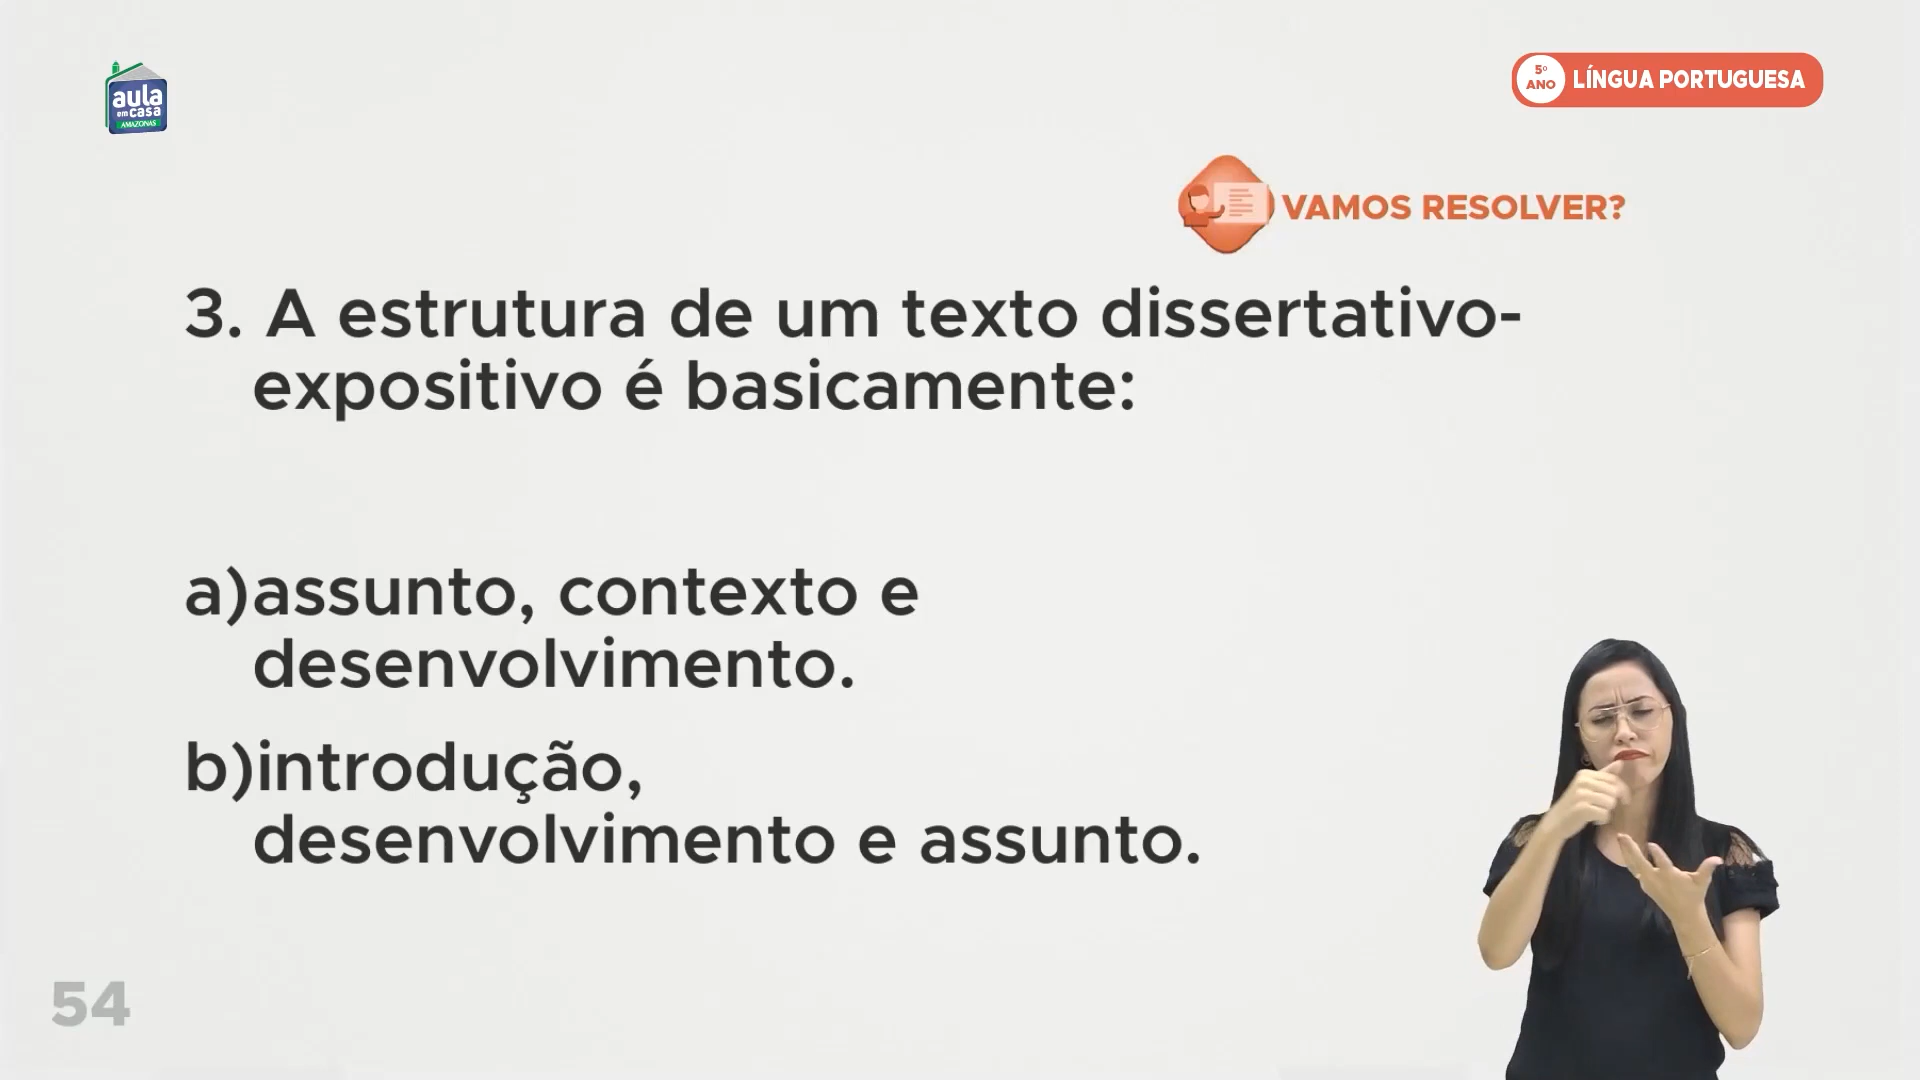 aula
em casa
AMAZONAS
5º
ANO
LÍNGUA PORTUGUESA
VAMOS RESOLVER?
3. A estrutura de um texto dissertativo-
expositivo é basicamente:
a)assunto, contexto e
desenvolvimento.
b)introdução,
desenvolvimento e assunto.
54